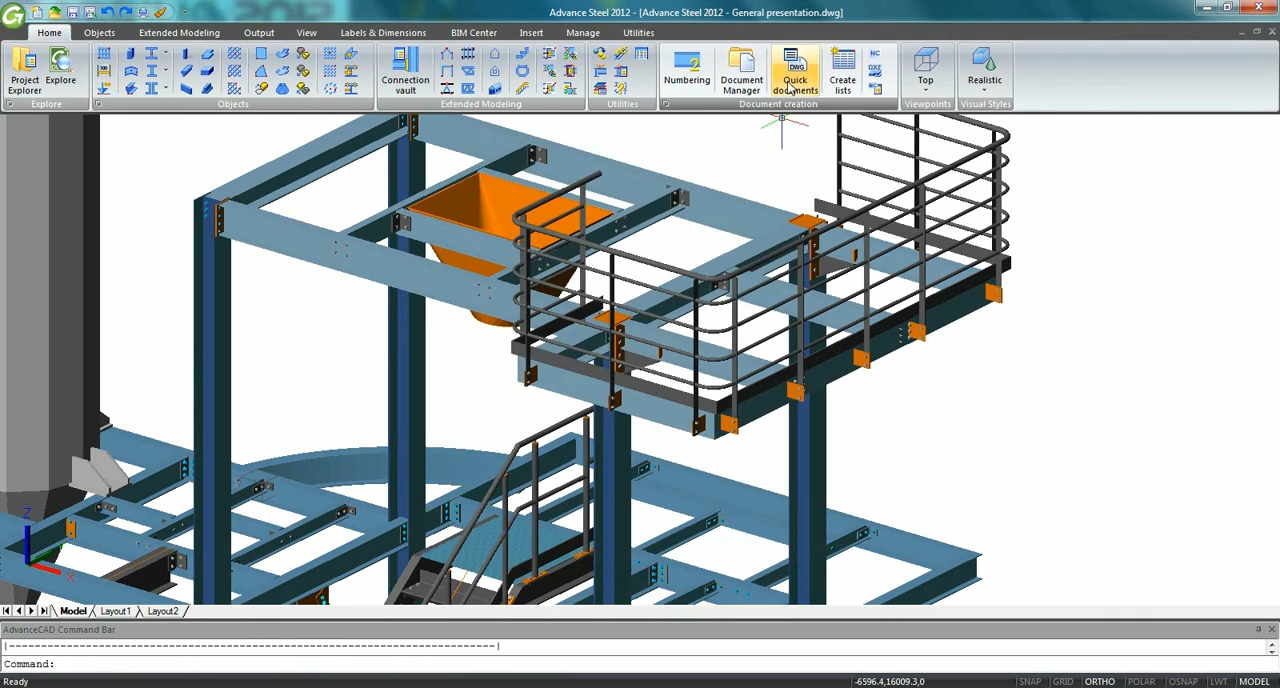 Advance Steel 2012 - [Advance Steel 2012 - General presentation.dwg]
Home Objects Extended Modeling Output View Labels & Dimensions BIM Center Insert Manage Utilities
Project Explorer Explore Connection vault Numbering Document Manager Quick documents Create lists NC DXF Top Realistic
Explore Objects Extended Modeling Utilities Document creation Viewpoints Visual Styles
Z
X
Model Layout1 Layout2
AdvanceCAD Command Bar
|--------------------------------------------------------------------------------|
Command:
Ready -6596.4,16009.3,0 SNAP GRID ORTHO POLAR OSNAP LWT MODEL